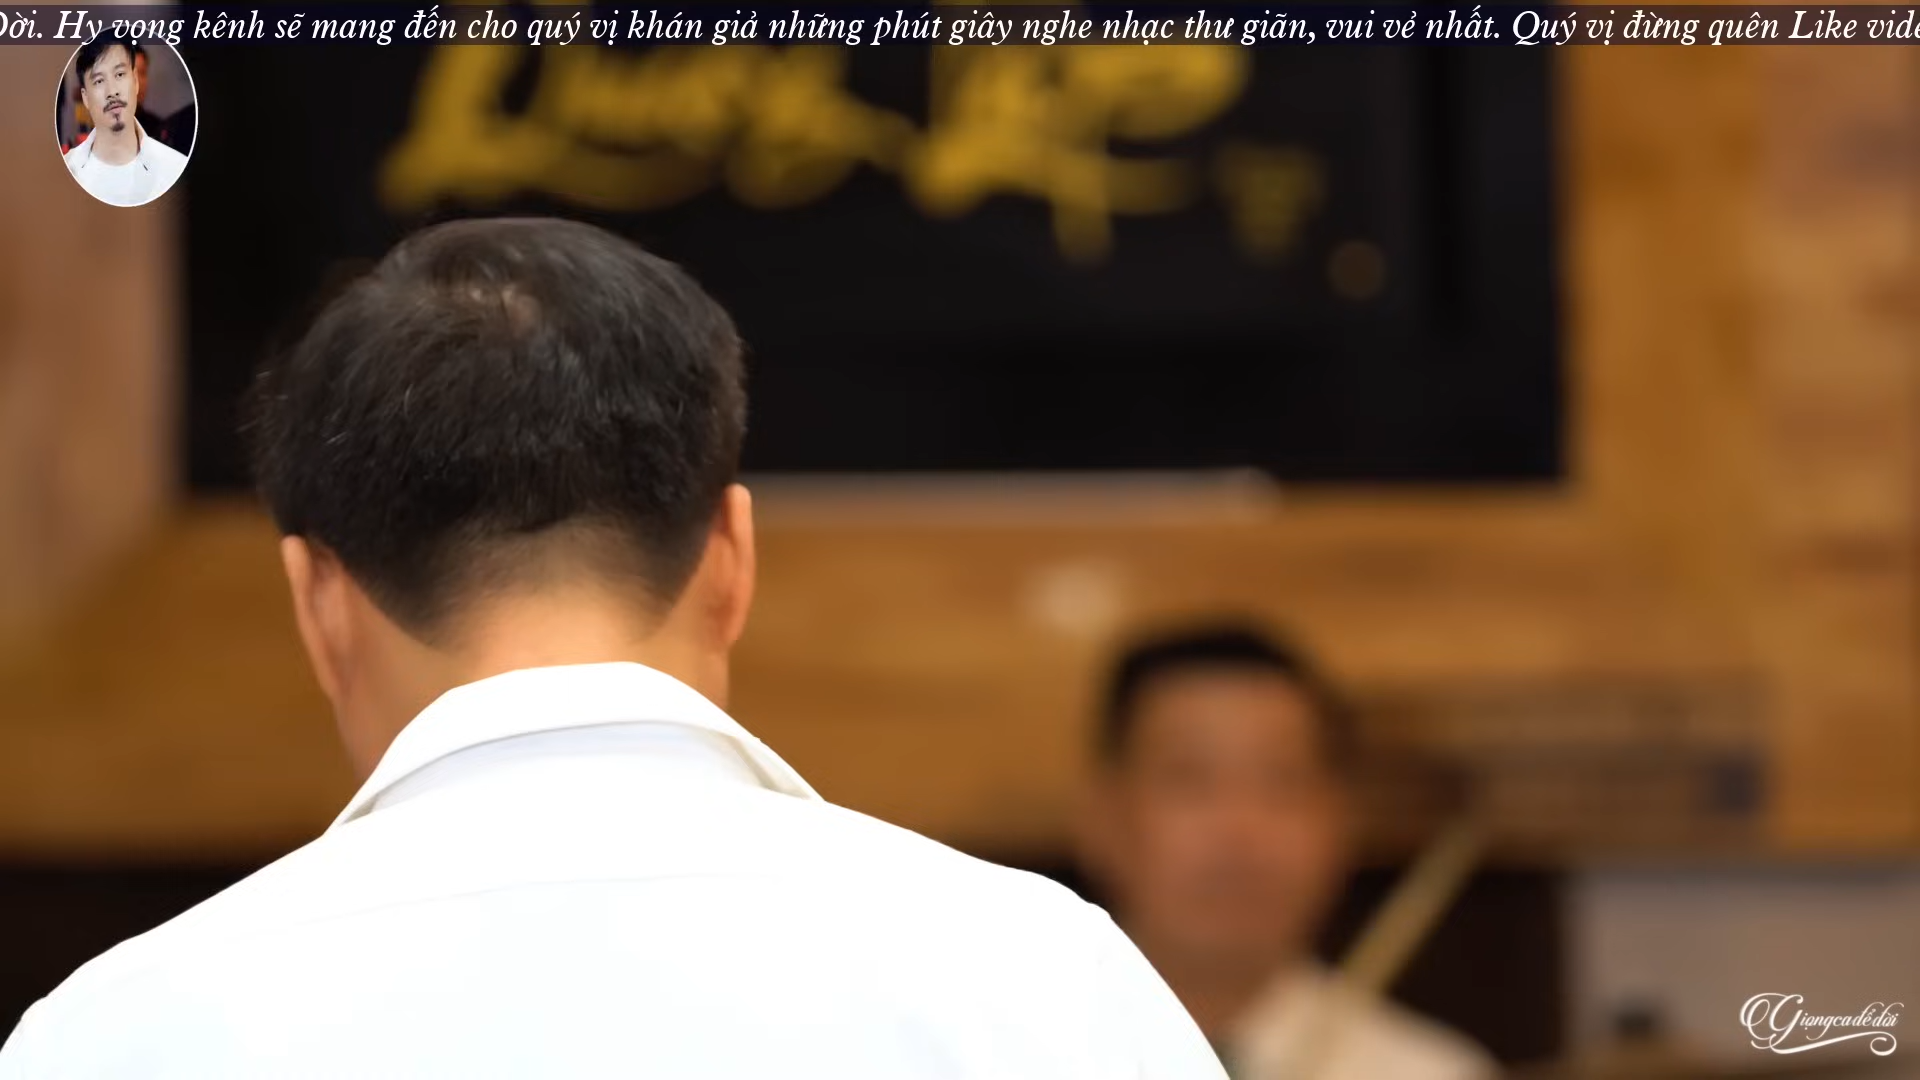 Đời. Hy vọng kênh sẽ mang đến cho quý vị khán giả những phút giây nghe nhạc thư giãn, vui vẻ nhất. Quý vị đừng quên Like vide
Giọngcađểđời